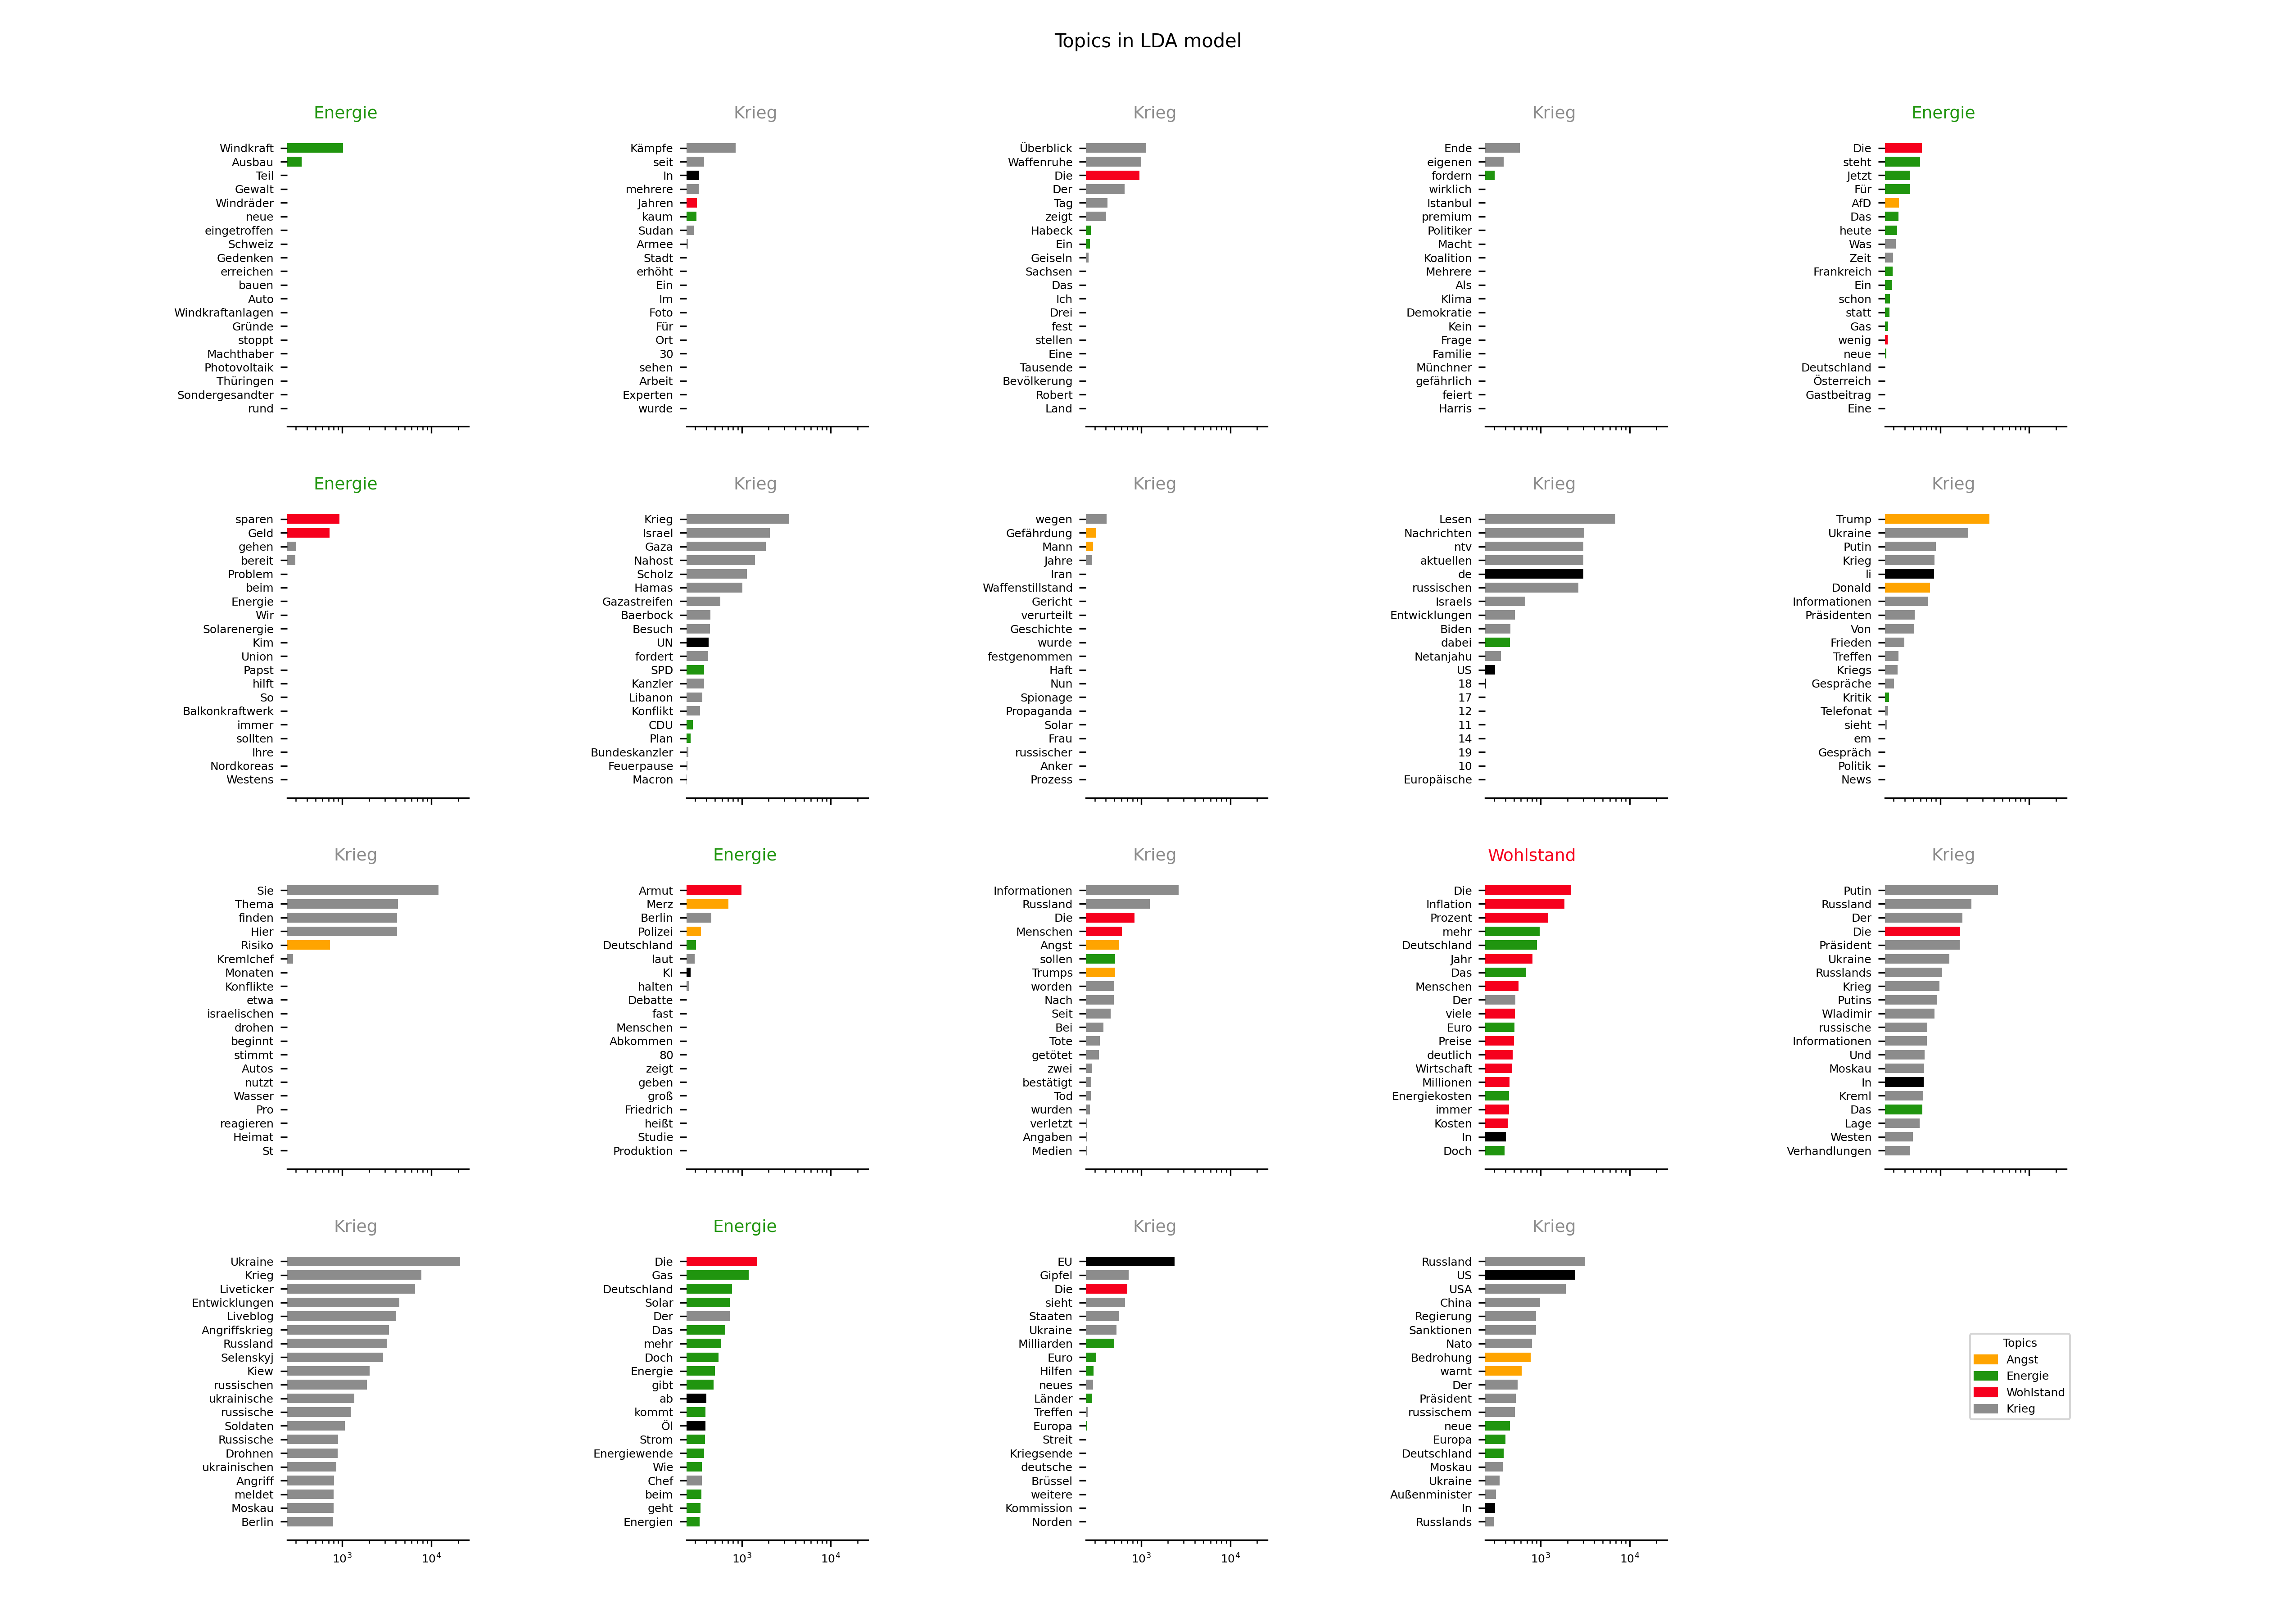 Topics in LDA model
Energie
Windkraft
Ausbau
Teil
Gewalt
Windräder
neue
eingetroffen
Schweiz
Gedenken
erreichen
bauen
Auto
Windkraftanlagen
Gründe
stoppt
Machthaber
Photovoltaik
Thüringen
Sondergesandter
rund
Krieg
Kämpfe
seit
In
mehrere
Jahren
kaum
Sudan
Armee
Stadt
erhöht
Ein
Im
Foto
Für
Ort
30
sehen
Arbeit
Experten
wurde
Krieg
Überblick
Waffenruhe
Die
Der
Tag
zeigt
Habeck
Ein
Geiseln
Sachsen
Das
Ich
Drei
fest
stellen
Eine
Tausende
Bevölkerung
Robert
Land
Krieg
Ende
eigenen
fordern
wirklich
Istanbul
premium
Politiker
Macht
Koalition
Mehrere
Als
Klima
Demokratie
Kein
Frage
Familie
Münchner
gefährlich
feiert
Harris
Energie
Die
steht
Jetzt
Für
AfD
Das
heute
Was
Zeit
Frankreich
Ein
schon
statt
Gas
wenig
neue
Deutschland
Österreich
Gastbeitrag
Eine
Energie
sparen
Geld
gehen
bereit
Problem
beim
Energie
Wir
Solarenergie
Kim
Union
Papst
hilft
So
Balkonkraftwerk
immer
sollten
Ihre
Nordkoreas
Westens
Krieg
Krieg
Israel
Gaza
Nahost
Scholz
Hamas
Gazastreifen
Baerbock
Besuch
UN
fordert
SPD
Kanzler
Libanon
Konflikt
CDU
Plan
Bundeskanzler
Feuerpause
Macron
Krieg
wegen
Gefährdung
Mann
Jahre
Iran
Waffenstillstand
Gericht
verurteilt
Geschichte
wurde
festgenommen
Haft
Nun
Spionage
Propaganda
Solar
Frau
russischer
Anker
Prozess
Krieg
Lesen
Nachrichten
ntv
aktuellen
de
russischen
Israels
Entwicklungen
Biden
dabei
Netanjahu
US
18
17
12
11
14
19
10
Europäische
Krieg
Trump
Ukraine
Putin
Krieg
li
Donald
Informationen
Präsidenten
Von
Frieden
Treffen
Kriegs
Gespräche
Kritik
Telefonat
sieht
em
Gespräch
Politik
News
Krieg
Sie
Thema
finden
Hier
Risiko
Kremlchef
Monaten
Konflikte
etwa
israelischen
drohen
beginnt
stimmt
Autos
nutzt
Wasser
Pro
reagieren
Heimat
St
Energie
Armut
Merz
Berlin
Polizei
Deutschland
laut
KI
halten
Debatte
fast
Menschen
Abkommen
80
zeigt
geben
groß
Friedrich
heißt
Studie
Produktion
Krieg
Informationen
Russland
Die
Menschen
Angst
sollen
Trumps
worden
Nach
Seit
Bei
Tote
getötet
zwei
bestätigt
Tod
wurden
verletzt
Angaben
Medien
Wohlstand
Die
Inflation
Prozent
mehr
Deutschland
Jahr
Das
Menschen
Der
viele
Euro
Preise
deutlich
Wirtschaft
Millionen
Energiekosten
immer
Kosten
In
Doch
Krieg
Putin
Russland
Der
Die
Präsident
Ukraine
Russlands
Krieg
Putins
Wladimir
russische
Informationen
Und
Moskau
In
Kreml
Das
Lage
Westen
Verhandlungen
Krieg
Ukraine
Krieg
Liveticker
Entwicklungen
Liveblog
Angriffskrieg
Russland
Selenskyj
Kiew
russischen
ukrainische
russische
Soldaten
Russische
Drohnen
ukrainischen
Angriff
meldet
Moskau
Berlin
10³ 10⁴
Energie
Die
Gas
Deutschland
Solar
Der
Das
mehr
Doch
Energie
gibt
ab
kommt
Öl
Strom
Energiewende
Wie
Chef
beim
geht
Energien
10³ 10⁴
Krieg
EU
Gipfel
Die
sieht
Staaten
Ukraine
Milliarden
Euro
Hilfen
neues
Länder
Treffen
Europa
Streit
Kriegsende
deutsche
Brüssel
weitere
Kommission
Norden
10³ 10⁴
Krieg
Russland
US
USA
China
Regierung
Sanktionen
Nato
Bedrohung
warnt
Der
Präsident
russischem
neue
Europa
Deutschland
Moskau
Ukraine
Außenminister
In
Russlands
10³ 10⁴
Topics
Angst
Energie
Wohlstand
Krieg